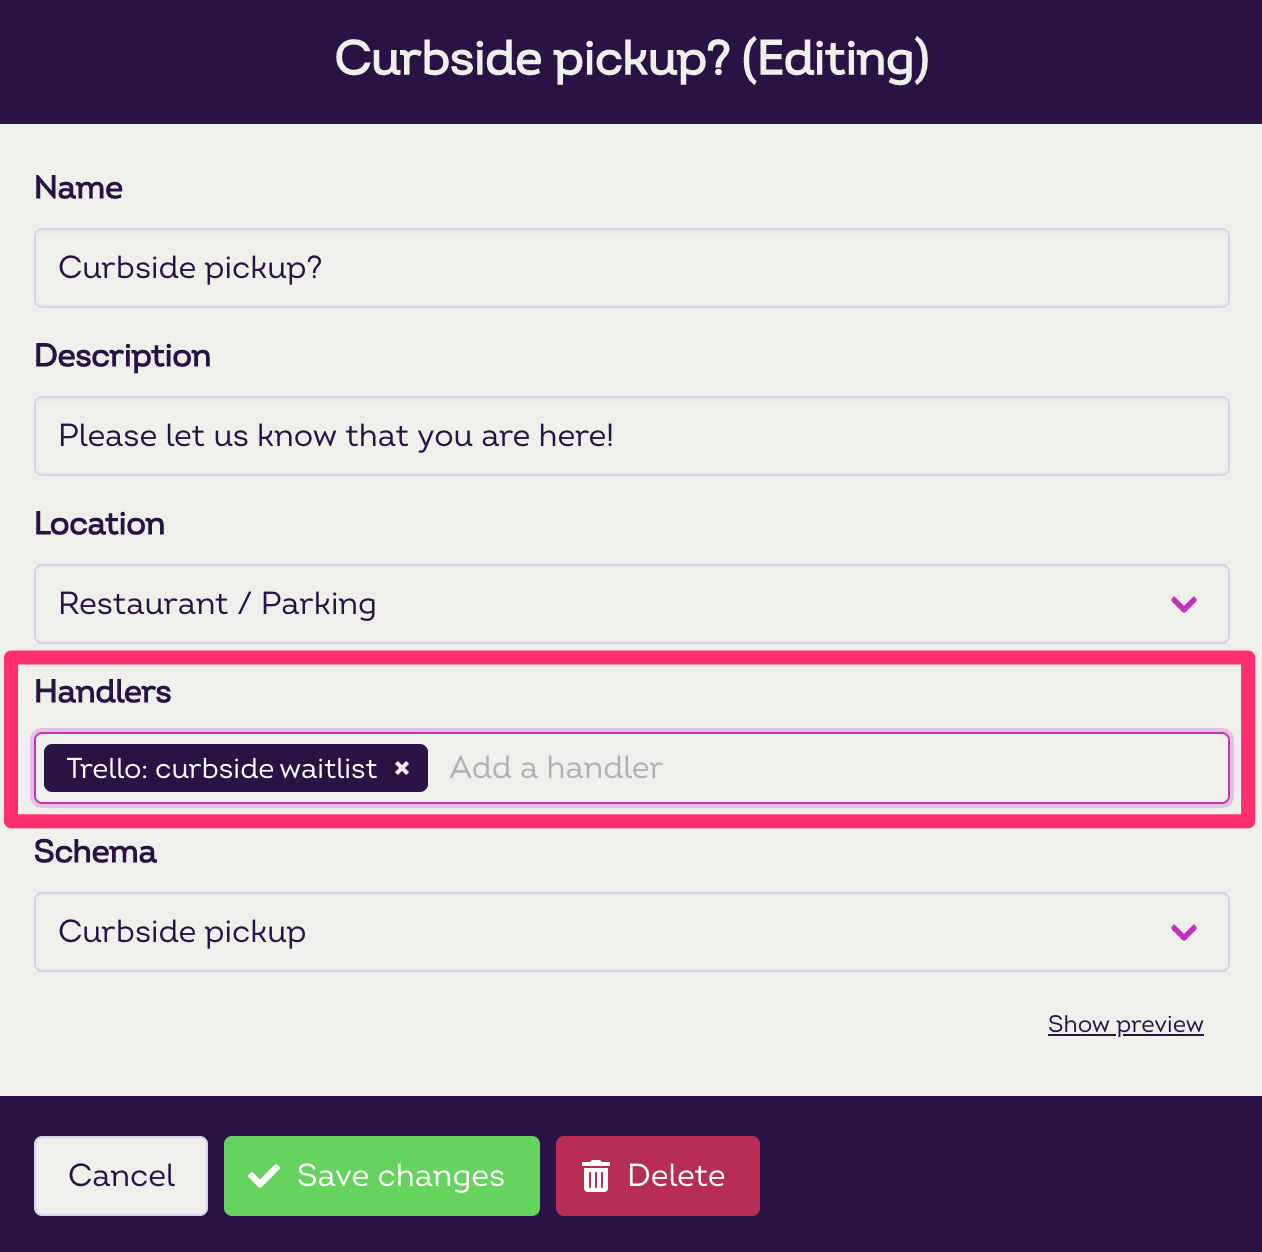 Curbside pickup? (Editing)
Name
Curbside pickup?
Description
Please let us know that you are here!
Location
Restaurant / Parking
Handlers
Trello: curbside waitlist × Add a handler
Schema
Curbside pickup
Show preview
Cancel Save changes Delete